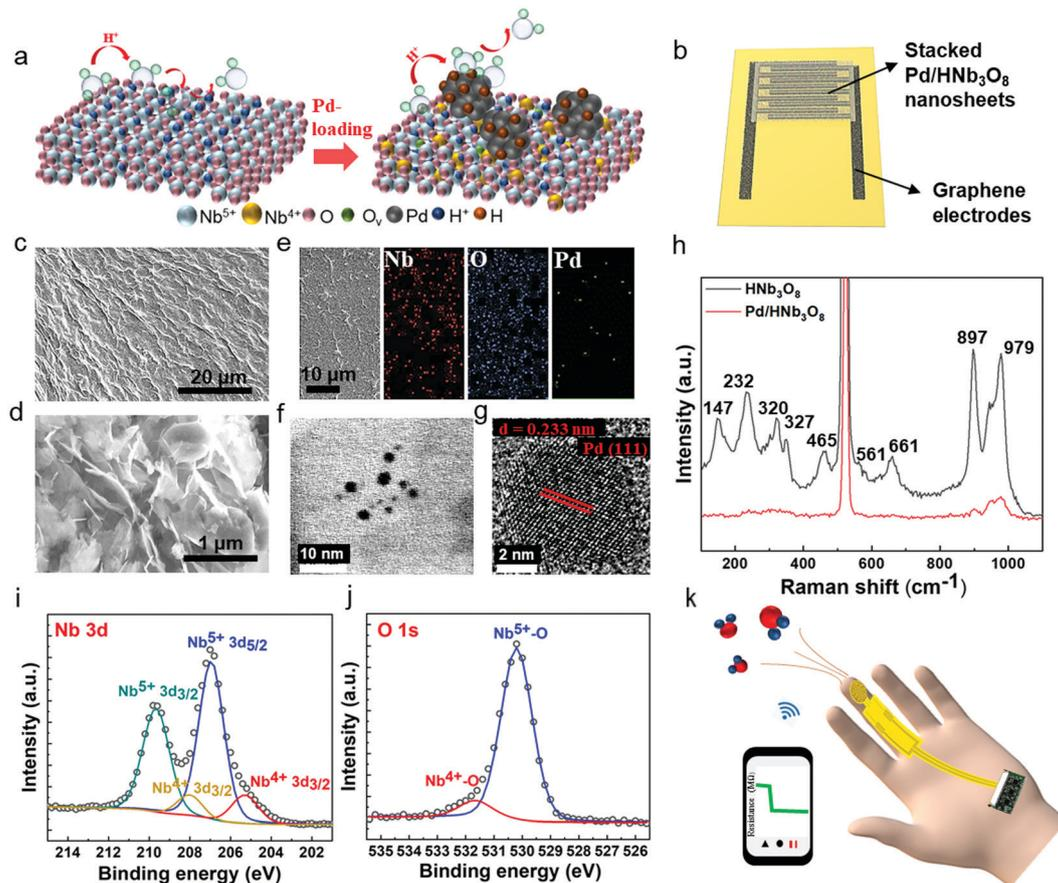 a
H⁺
Pd-
loading
H⁺
Nb⁵⁺ Nb⁴⁺ O Oᵥ Pd H⁺ H
b
Stacked
Pd/HNb₃O₈
nanosheets
Graphene
electrodes
c
20 µm
d
1 µm
e
10 µm
Nb
O
Pd
f
10 nm
g
d = 0.233 nm
Pd (111)
2 nm
h
Intensity (a.u.)
HNb₃O₈
Pd/HNb₃O₈
147
232
320
327
465
561
661
897
979
200 400 600 800 1000
Raman shift (cm⁻¹)
i
Nb 3d
Intensity (a.u.)
Nb⁵⁺ 3d₃/₂
Nb⁵⁺ 3d₅/₂
Nb⁴⁺ 3d₃/₂
Nb⁴⁺ 3d₃/₂
214 212 210 208 206 204 202
Binding energy (eV)
j
O 1s
Intensity (a.u.)
Nb⁵⁺-O
Nb⁴⁺-O
535 534 533 532 531 530 529 528 527 526
Binding energy (eV)
k
Resistance (MΩ)